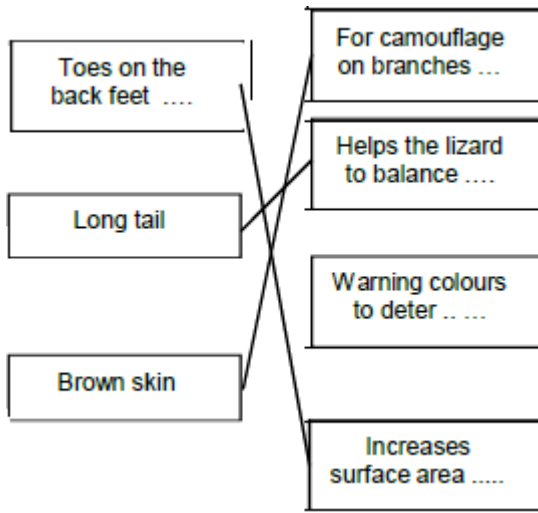 Toes on the
back feet ….
Long tail
Brown skin
For camouflage
on branches …
Helps the lizard
to balance ….
Warning colours
to deter .. …
Increases
surface area .....